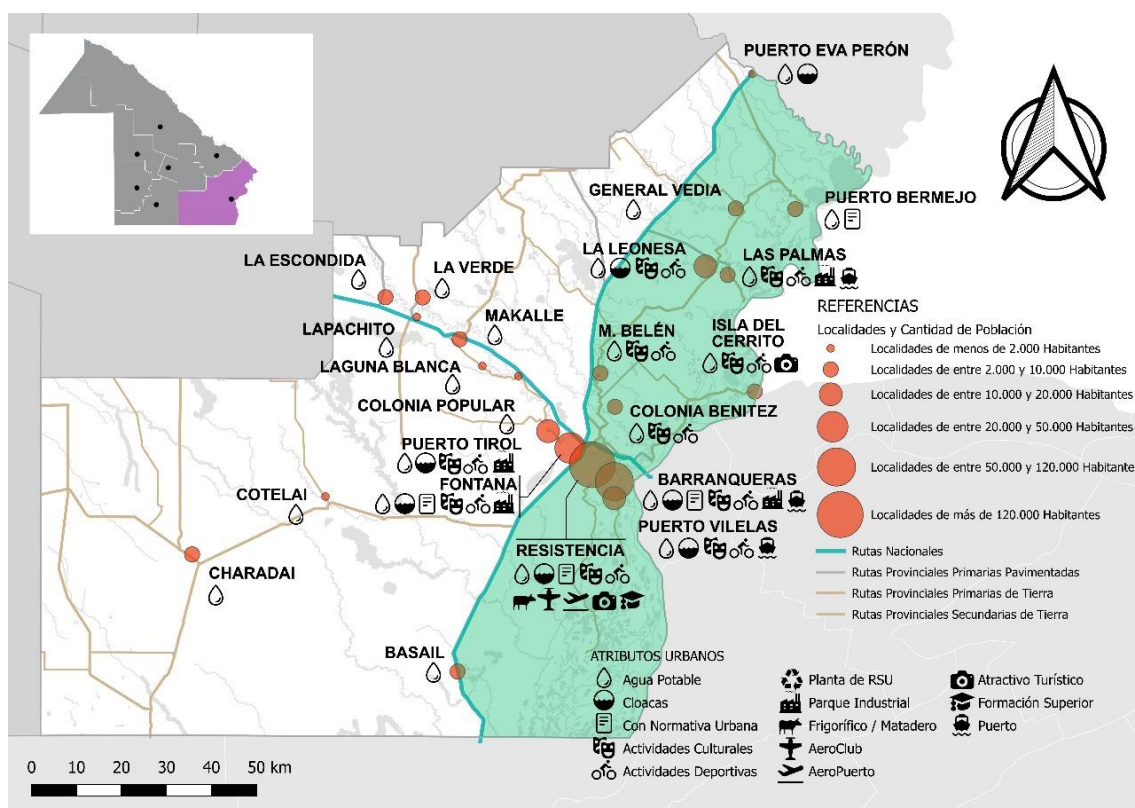 PUERTO EVA PERÓN
GENERAL VEDIA
PUERTO BERMEJO
LA LEONESA
LAS PALMAS
LA ESCONDIDA
LA VERDE
LAPACHITO
MAKALLE
M. BELÉN
ISLA DEL
CERRITO
LAGUNA BLANCA
COLONIA POPULAR
COLONIA BENITEZ
PUERTO TIROL
FONTANA
BARRANQUERAS
COTELAI
PUERTO VILELAS
RESISTENCIA
CHARADAI
BASAIL
REFERENCIAS
Localidades y Cantidad de Población
Localidades de menos de 2.000 Habitantes
Localidades de entre 2.000 y 10.000 Habitantes
Localidades de entre 10.000 y 20.000 Habitantes
Localidades de entre 20.000 y 50.000 Habitantes
Localidades de entre 50.000 y 120.000 Habitante
Localidades de más de 120.000 Habitantes
Rutas Nacionales
Rutas Provinciales Primarias Pavimentadas
Rutas Provinciales Primarias de Tierra
Rutas Provinciales Secundarias de Tierra
ATRIBUTOS URBANOS
Agua Potable
Cloacas
Con Normativa Urbana
Actividades Culturales
Actividades Deportivas
Planta de RSU
Parque Industrial
Frigorífico / Matadero
AeroClub
AeroPuerto
Atractivo Turístico
Formación Superior
Puerto
0 10 20 30 40 50 km